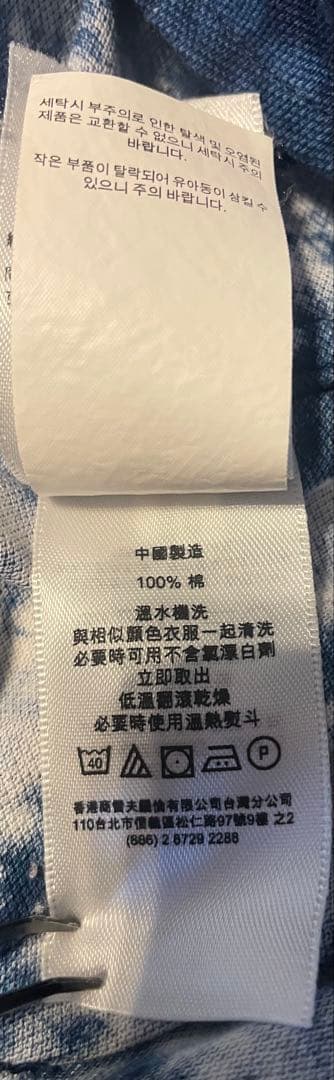 세탁시 부주의로 인한 탈색 및 오염된
제품은 교환할 수 없으니 세탁시 주의
바랍니다.
작은 부품이 탈락되어 유아동이 삼킬 수
있으니 주의 바랍니다.
中國製造
100% 棉
溫水機洗
與相似顏色衣服一起清洗
必要時可用不含氯漂白劑
立即取出
低溫翻滾乾燥
必要時使用溫熱熨斗
40
P
香港商賀夫羅倫有限公司台灣分公司
110台北市信義區松仁路97號9樓 之2
(886) 2 8729 2288